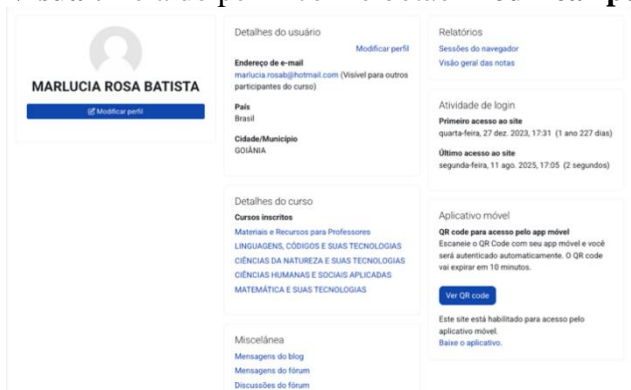 MARLUCIA ROSA BATISTA
Modificar perfil
Detalhes do usuário
Modificar perfil
Endereço de e-mail
marlucia.rosab@hotmail.com (Visível para outros
participantes do curso)
País
Brasil
Cidade/Município
GOIÂNIA
Detalhes do curso
Cursos inscritos
Materiais e Recursos para Professores
LINGUAGENS, CÓDIGOS E SUAS TECNOLOGIAS
CIÊNCIAS DA NATUREZA E SUAS TECNOLOGIAS
CIÊNCIAS HUMANAS E SOCIAIS APLICADAS
MATEMÁTICA E SUAS TECNOLOGIAS
Miscelânea
Mensagens do blog
Mensagens do fórum
Discussões do fórum
Relatórios
Sessões do navegador
Visão geral das notas
Atividade de login
Primeiro acesso ao site
quarta-feira, 27 dez. 2023, 17:31 (1 ano 227 dias)
Último acesso ao site
segunda-feira, 11 ago. 2025, 17:05 (2 segundos)
Aplicativo móvel
QR code para acesso pelo app móvel
Escaneie o QR Code com seu app móvel e você
será autenticado automaticamente. O QR code
vai expirar em 10 minutos.
Ver QR code
Este site está habilitado para acesso pelo
aplicativo móvel.
Baixe o aplicativo.